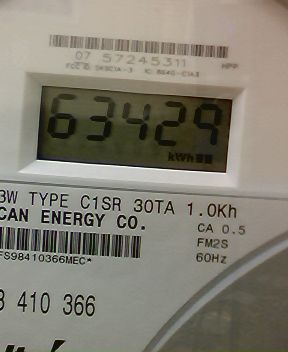 07 57245311
HPP
63429
kWh
3W TYPE C1SR 30TA 1.0Kh
CAN ENERGY CO.
CA 0.5
FM2S
FS98410366MEC*
60Hz
8 410 366